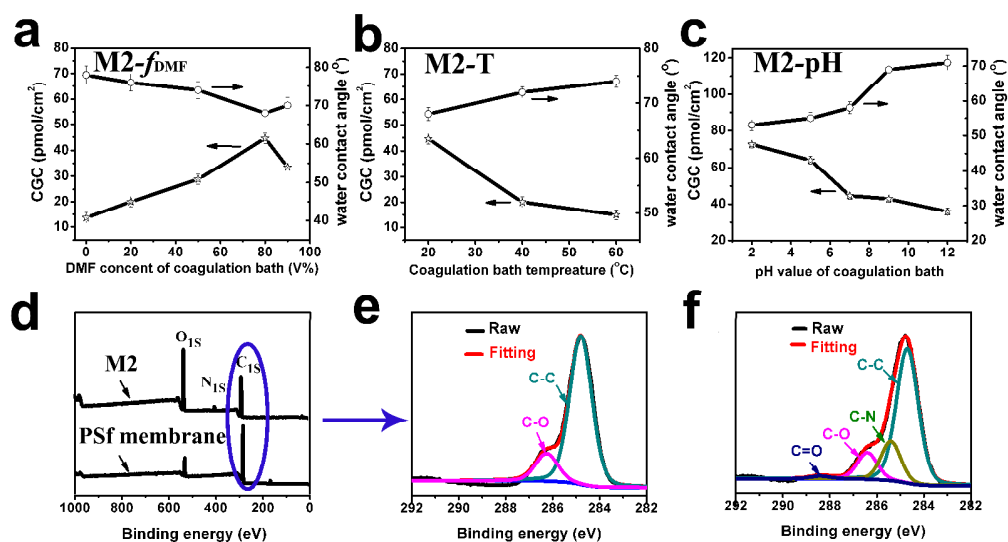 a
M2-fDMF
CGC (pmol/cm²)
80
70
60
50
40
30
20
10
0 20 40 60 80 100
DMF concent of coagulation bath (V%)
80
70
60
50
40
water contact angle (°)
b
M2-T
CGC (pmol/cm²)
80
70
60
50
40
30
20
10
20 30 40 50 60
Coagulation bath tempreature (°C)
80
70
60
50
water contact angle (°)
c
M2-pH
CGC (pmol/cm²)
120
100
80
60
40
20
2 4 6 8 10 12
pH value of coagulation bath
70
60
50
40
30
20
water contact angle (°)
d
O1S
N1S
C1S
M2
PSf membrane
1000 800 600 400 200 0
Binding energy (eV)
e
Raw
Fitting
C-C
C-O
292 290 288 286 284 282
Binding energy (eV)
f
Raw
Fitting
C-C
C-N
C-O
C=O
292 290 288 286 284 282
Binding energy (eV)